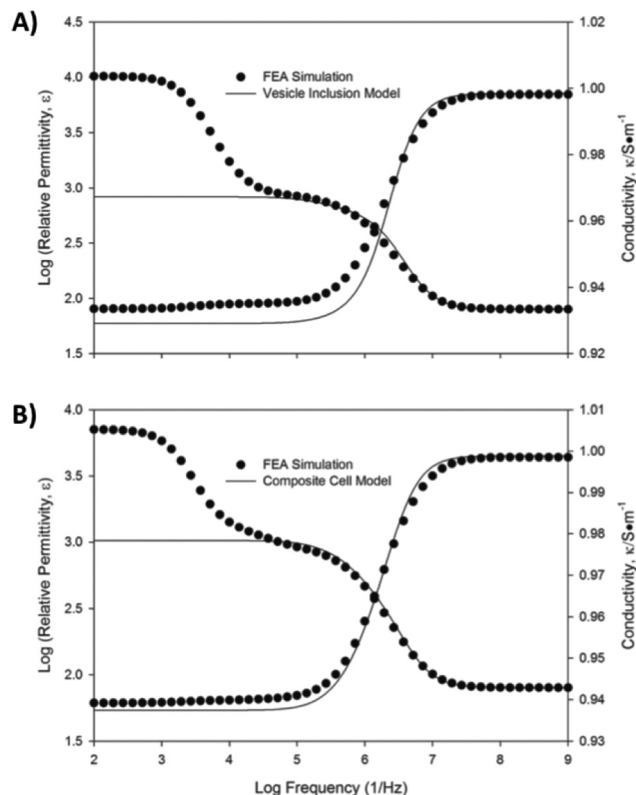 A)
4.0
3.5
3.0
2.5
2.0
1.5
Log (Relative Permittivity, ε)
FEA Simulation
Vesicle Inclusion Model
1.02
1.00
0.98
0.96
0.94
0.92
Conductivity, κ/S•m-1
B)
4.0
3.5
3.0
2.5
2.0
1.5
Log (Relative Permittivity, ε)
FEA Simulation
Composite Cell Model
1.01
1.00
0.99
0.98
0.97
0.96
0.95
0.94
0.93
Conductivity, κ/S•m-1
2 3 4 5 6 7 8 9
Log Frequency (1/Hz)